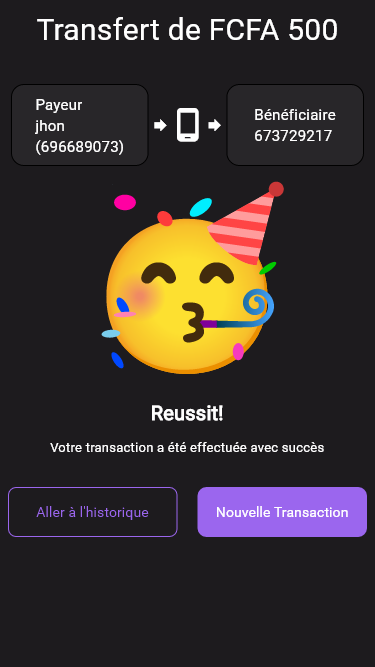 Transfert de FCFA 500
Payeur
jhon
(696689073)
Bénéficiaire
673729217
Reussit!
Votre transaction a été effectuée avec succès
Aller à l'historique
Nouvelle Transaction